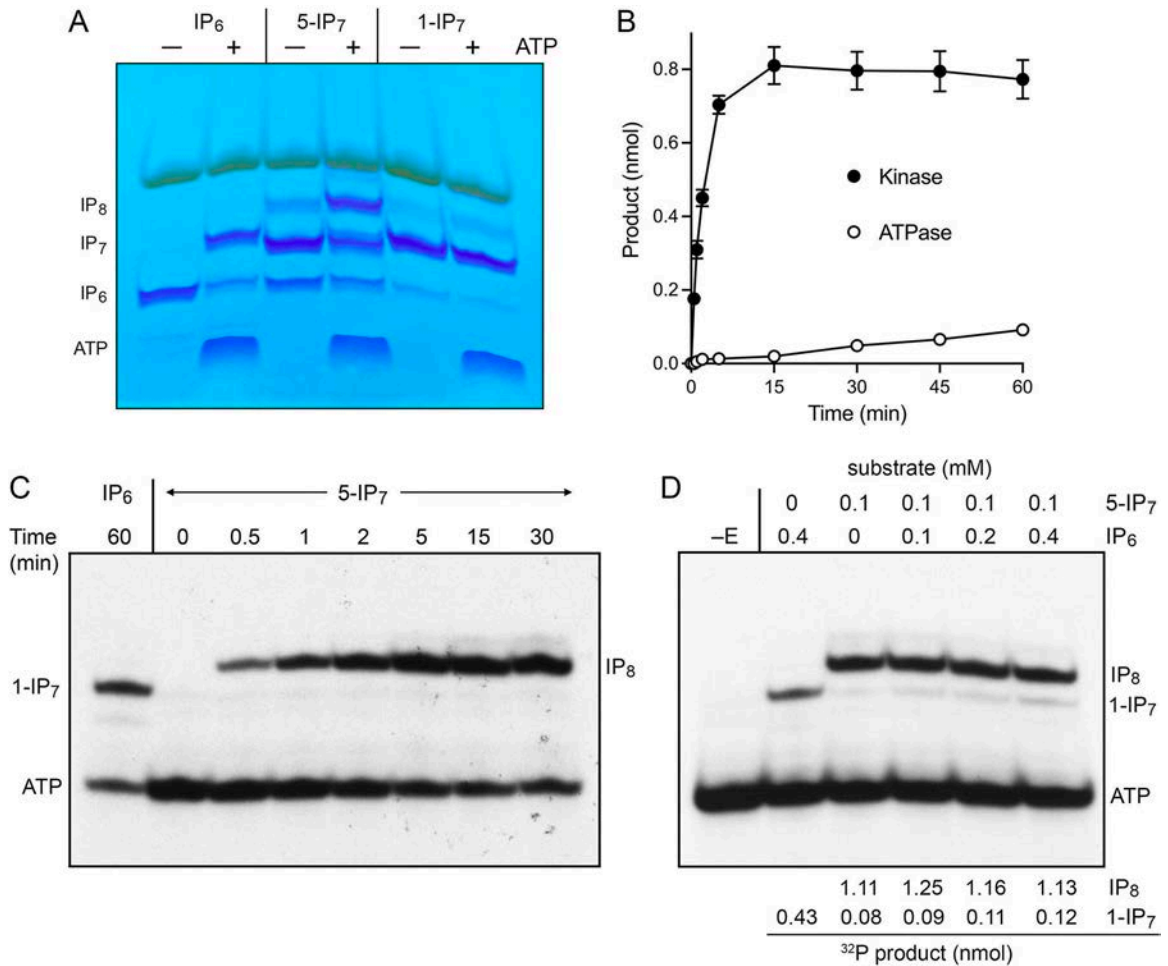 A
IP₆ 5-IP₇ 1-IP₇
— + — + — + ATP
IP₈
IP₇
IP₆
ATP
B
Product (nmol)
0.8
0.6
0.4
0.2
0.0
Kinase
ATPase
0 15 30 45 60
Time (min)
C
IP₆ 5-IP₇
Time (min) 60 0 0.5 1 2 5 15 30
1-IP₇
ATP
IP₈
D
substrate (mM)
0 0.1 0.1 0.1 0.1 5-IP₇
–E 0.4 0 0.1 0.2 0.4 IP₆
IP₈
1-IP₇
ATP
1.11 1.25 1.16 1.13 IP₈
0.43 0.08 0.09 0.11 0.12 1-IP₇
³²P product (nmol)